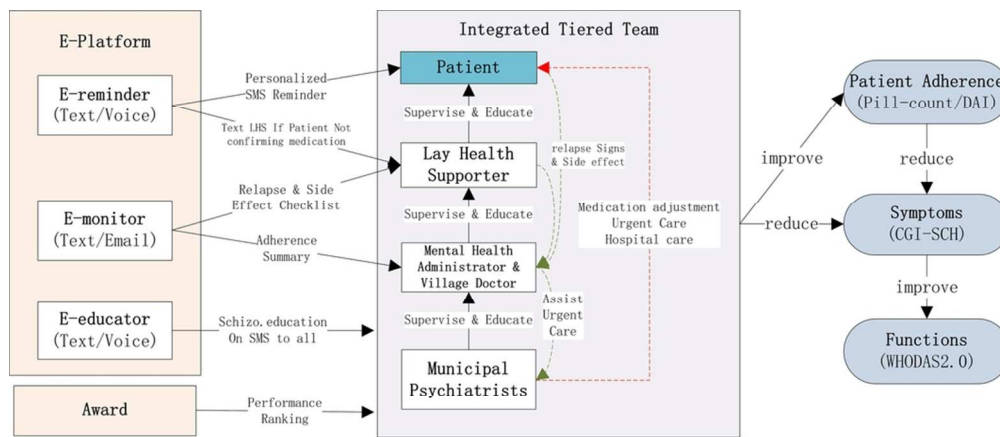 E-Platform
E-reminder
(Text/Voice)
E-monitor
(Text/Email)
E-educator
(Text/Voice)
Award
Personalized
SMS Reminder
Text LHS If Patient Not
confirming medication
Relapse & Side
Effect Checklist
Adherence
Summary
Schizo.education
On SMS to all
Performance
Ranking
Integrated Tiered Team
Patient
Supervise & Educate
Lay Health
Supporter
Supervise & Educate
Mental Health
Administrator &
Village Doctor
Supervise & Educate
Municipal
Psychiatrists
relapse Signs
& Side effect
Assist
Urgent
Care
Medication adjustment
Urgent Care
Hospital care
improve
reduce
Patient Adherence
(Pill-count/DAI)
reduce
Symptoms
(CGI-SCH)
improve
Functions
(WHODAS2.0)